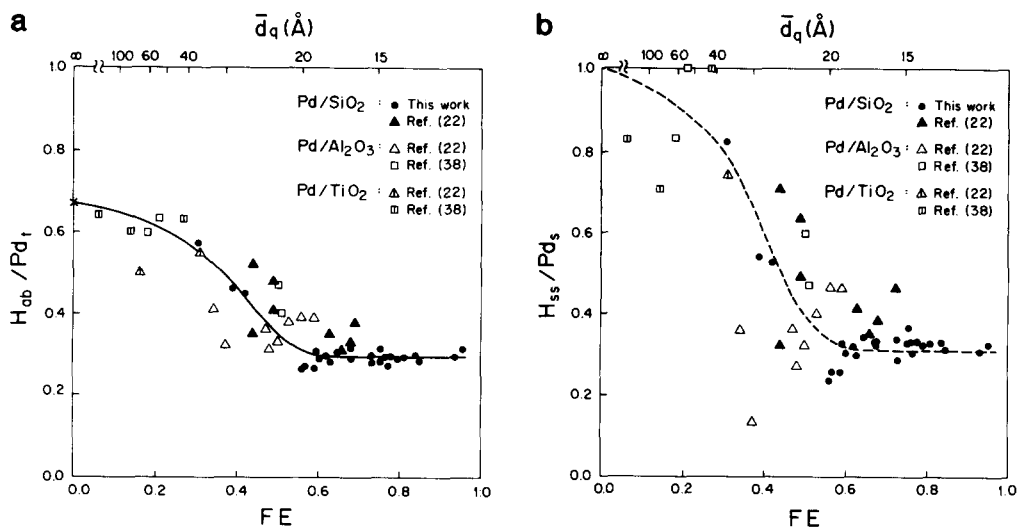 a
d̄q (Å)
∞ 100 60 40 20 15
1.0
0.8
0.6
0.4
0.2
0.0
H_ab / Pd_t
Pd/SiO₂ : ● This work
▲ Ref. (22)
Pd/Al₂O₃ : △ Ref. (22)
□ Ref. (38)
Pd/TiO₂ : Ref. (22)
Ref. (38)
0.0 0.2 0.4 0.6 0.8 1.0
FE
b
d̄q (Å)
∞ 100 60 40 20 15
1.0
0.8
0.6
0.4
0.2
0.0
H_ss / Pd_s
Pd/SiO₂ : ● This work
▲ Ref. (22)
Pd/Al₂O₃ : △ Ref. (22)
□ Ref. (38)
Pd/TiO₂ : Ref. (22)
Ref. (38)
0.0 0.2 0.4 0.6 0.8 1.0
FE